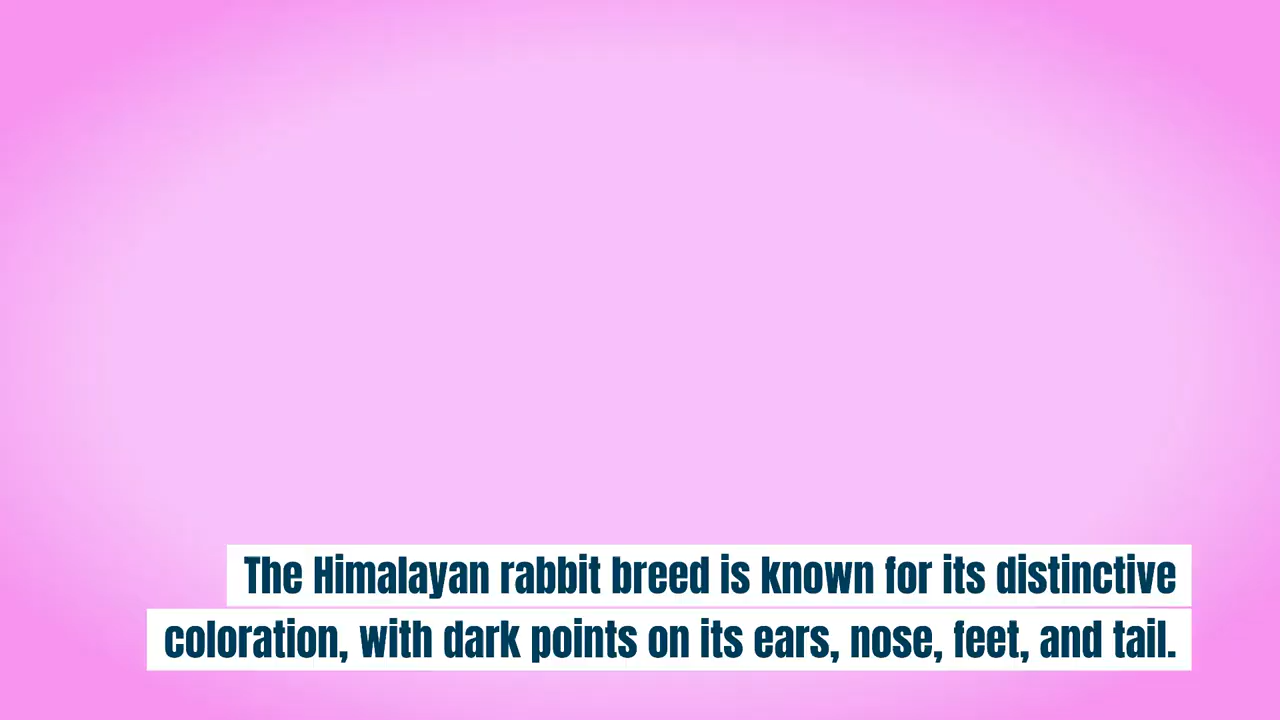 The Himalayan rabbit breed is known for its distinctive
coloration, with dark points on its ears, nose, feet, and tail.